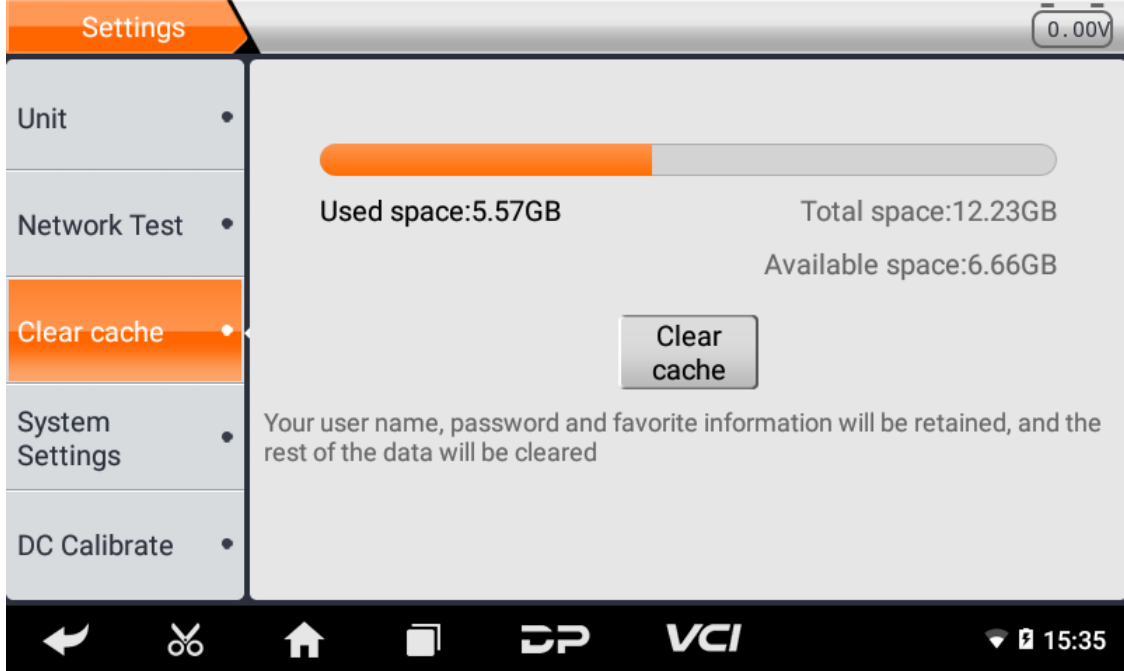 Settings
0.00V
Unit
Network Test
Clear cache
System
Settings
DC Calibrate
Used space:5.57GB
Total space:12.23GB
Available space:6.66GB
Clear
cache
Your user name, password and favorite information will be retained, and the
rest of the data will be cleared
DP
VCI
15:35